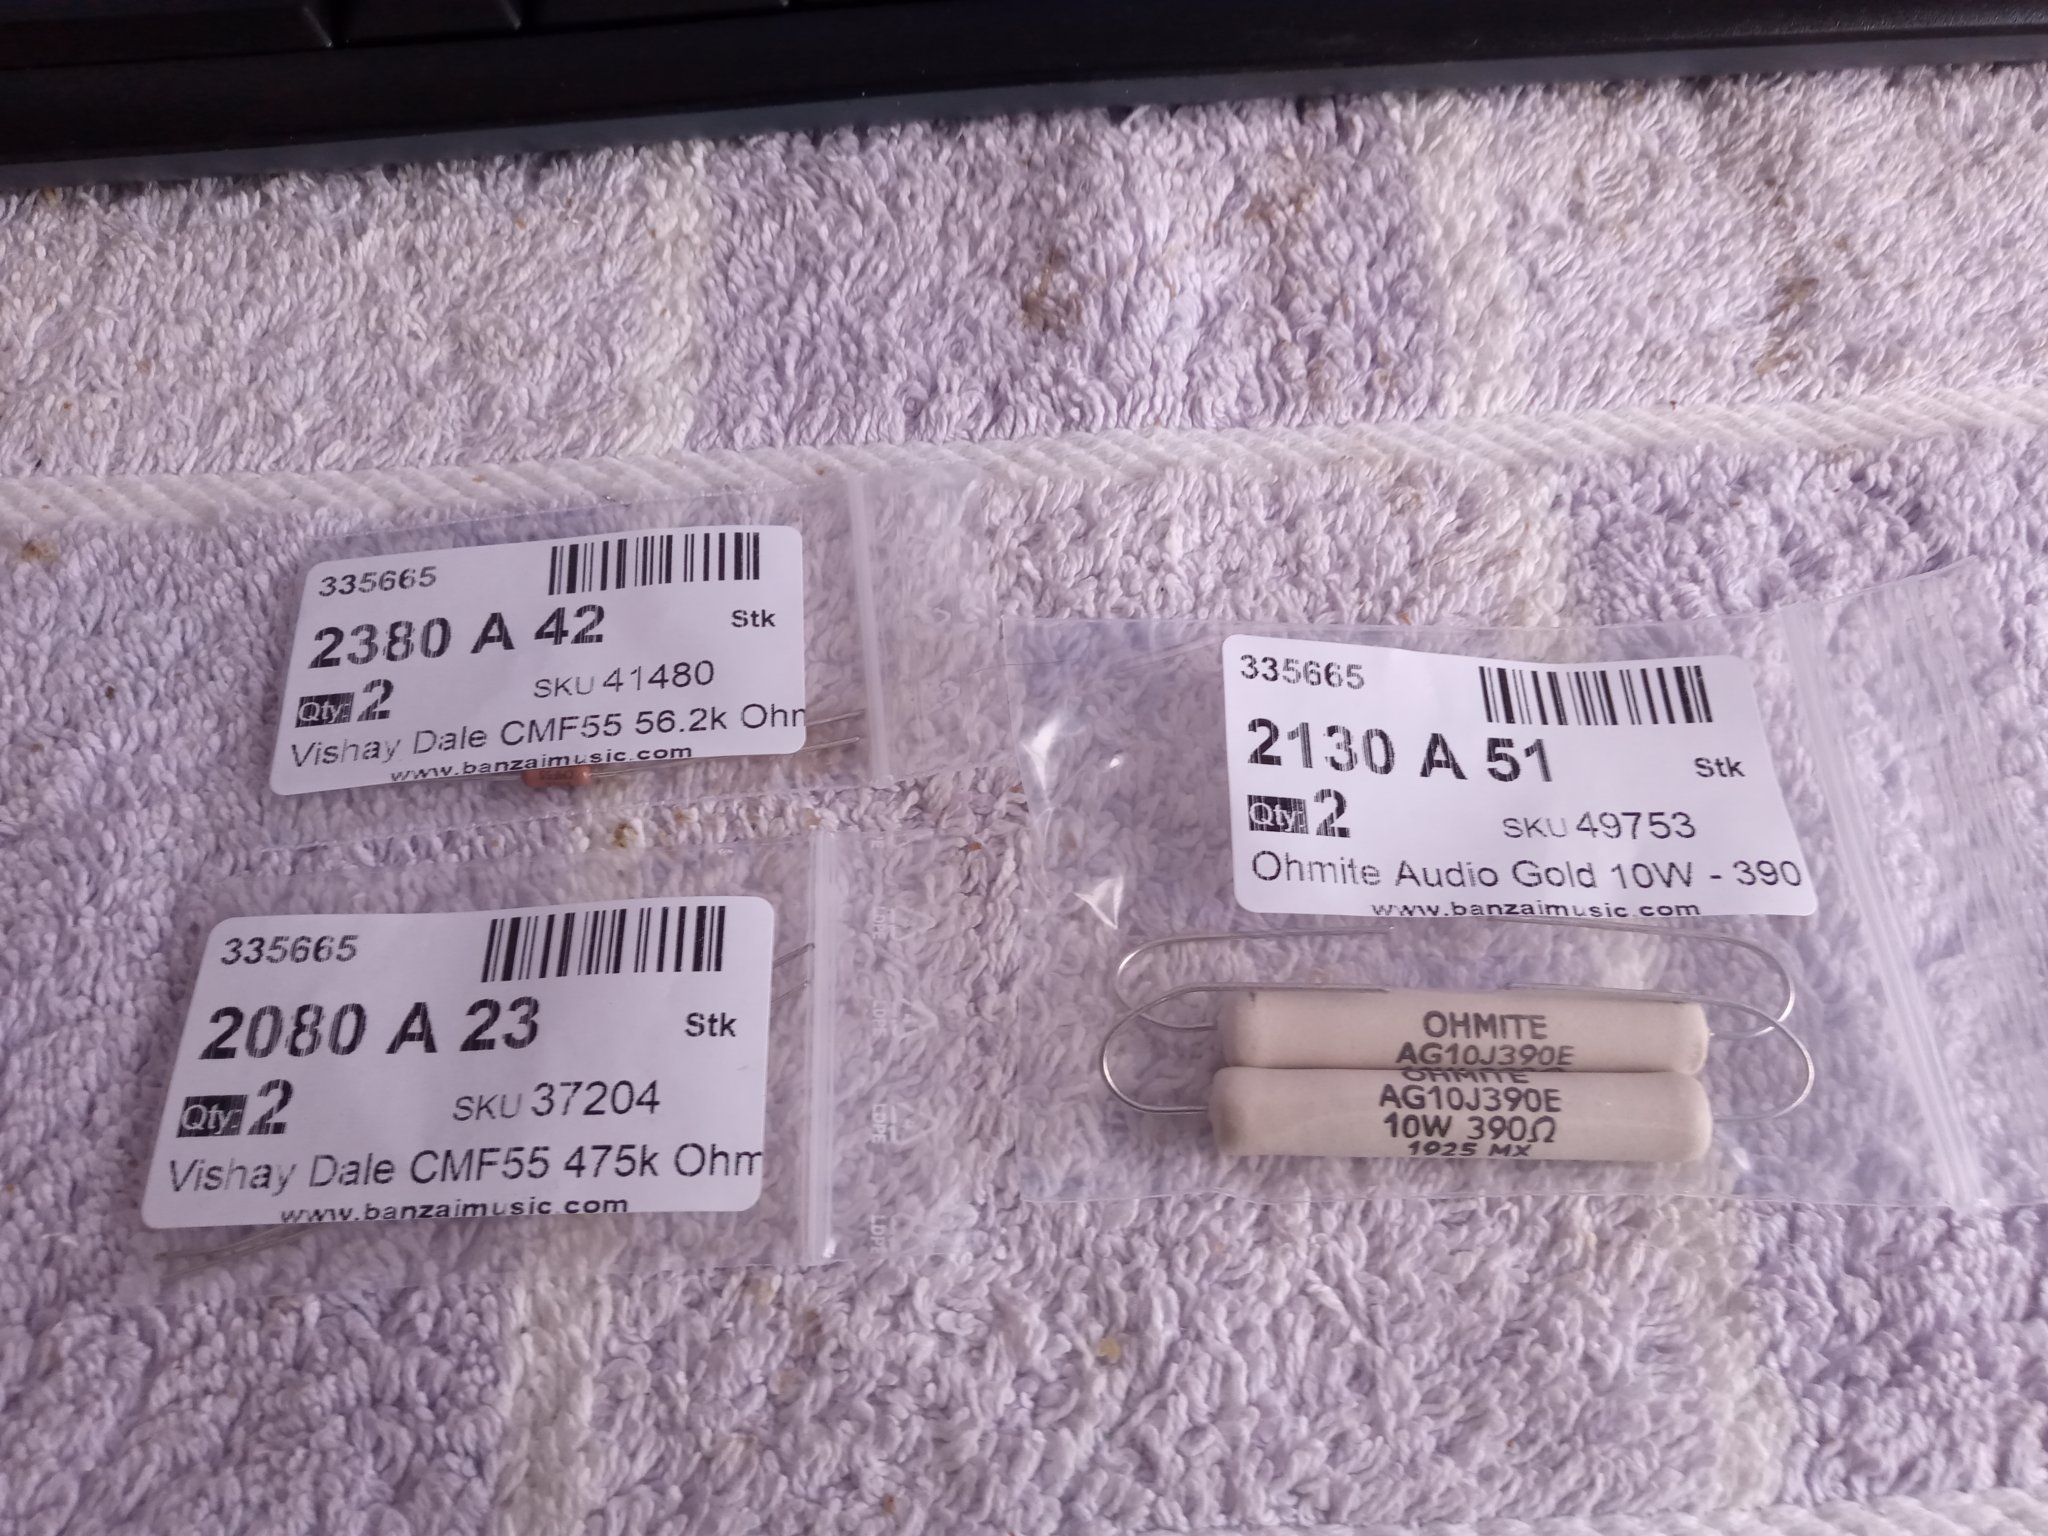 335665
2380 A 42
Stk
Qty: 2
SKU 41480
Vishay Dale CMF55 56.2k Ohm
www.banzaimusic.com
335665
2080 A 23
Stk
Qty: 2
SKU 37204
Vishay Dale CMF55 475k Ohm
www.banzaimusic.com
335665
2130 A 51
Stk
Qty: 2
SKU 49753
Ohmite Audio Gold 10W - 390
www.banzaimusic.com
OHMITE
AG10J390E
OHMITE
AG10J390E
10W 390Ω
1925 MX